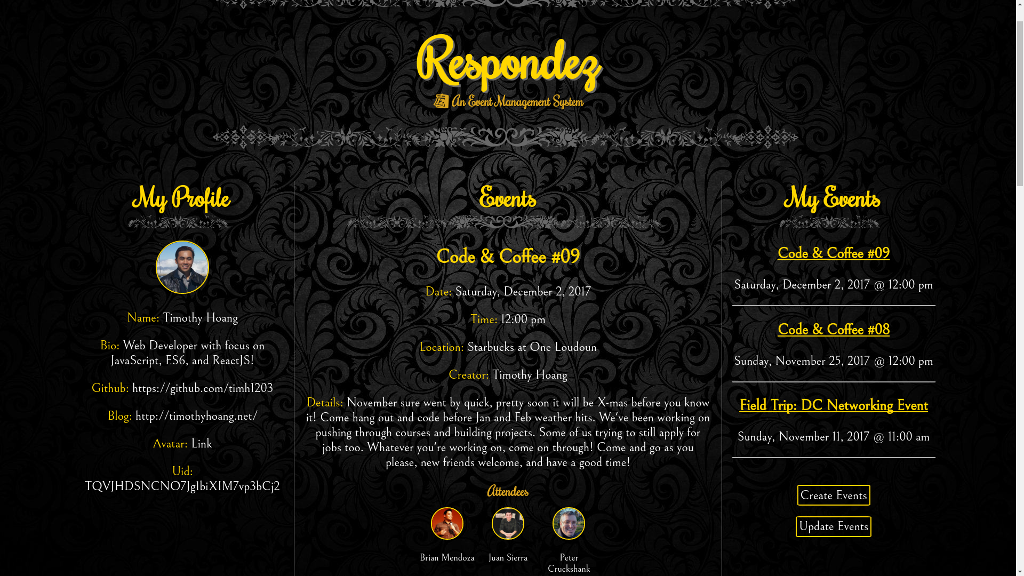 Respondez
An Event Management System
My Profile
Name: Timothy Hoang
Bio: Web Developer with focus on
JavaScript, ES6, and ReactJS!
Github: https://github.com/timh1203
Blog: http://timothyhoang.net/
Avatar: Link
Uid:
TQVJHDSNCNO7JgIbiXIM7vp3bCj2
Events
Code & Coffee #09
Date: Saturday, December 2, 2017
Time: 12:00 pm
Location: Starbucks at One Loudoun
Creator: Timothy Hoang
Details: November sure went by quick, pretty soon it will be X-mas before you know
it! Come hang out and code before Jan and Feb weather hits. We've been working on
pushing through courses and building projects. Some of us trying to still apply for
jobs too. Whatever you're working on, come on through! Come and go as you
please, new friends welcome, and have a good time!
Attendees
Brian Mendoza
Juan Sierra
Peter
Cruckshank
My Events
Code & Coffee #09
Saturday, December 2, 2017 @ 12:00 pm
Code & Coffee #08
Sunday, November 25, 2017 @ 12:00 pm
Field Trip: DC Networking Event
Sunday, November 11, 2017 @ 11:00 am
Create Events
Update Events